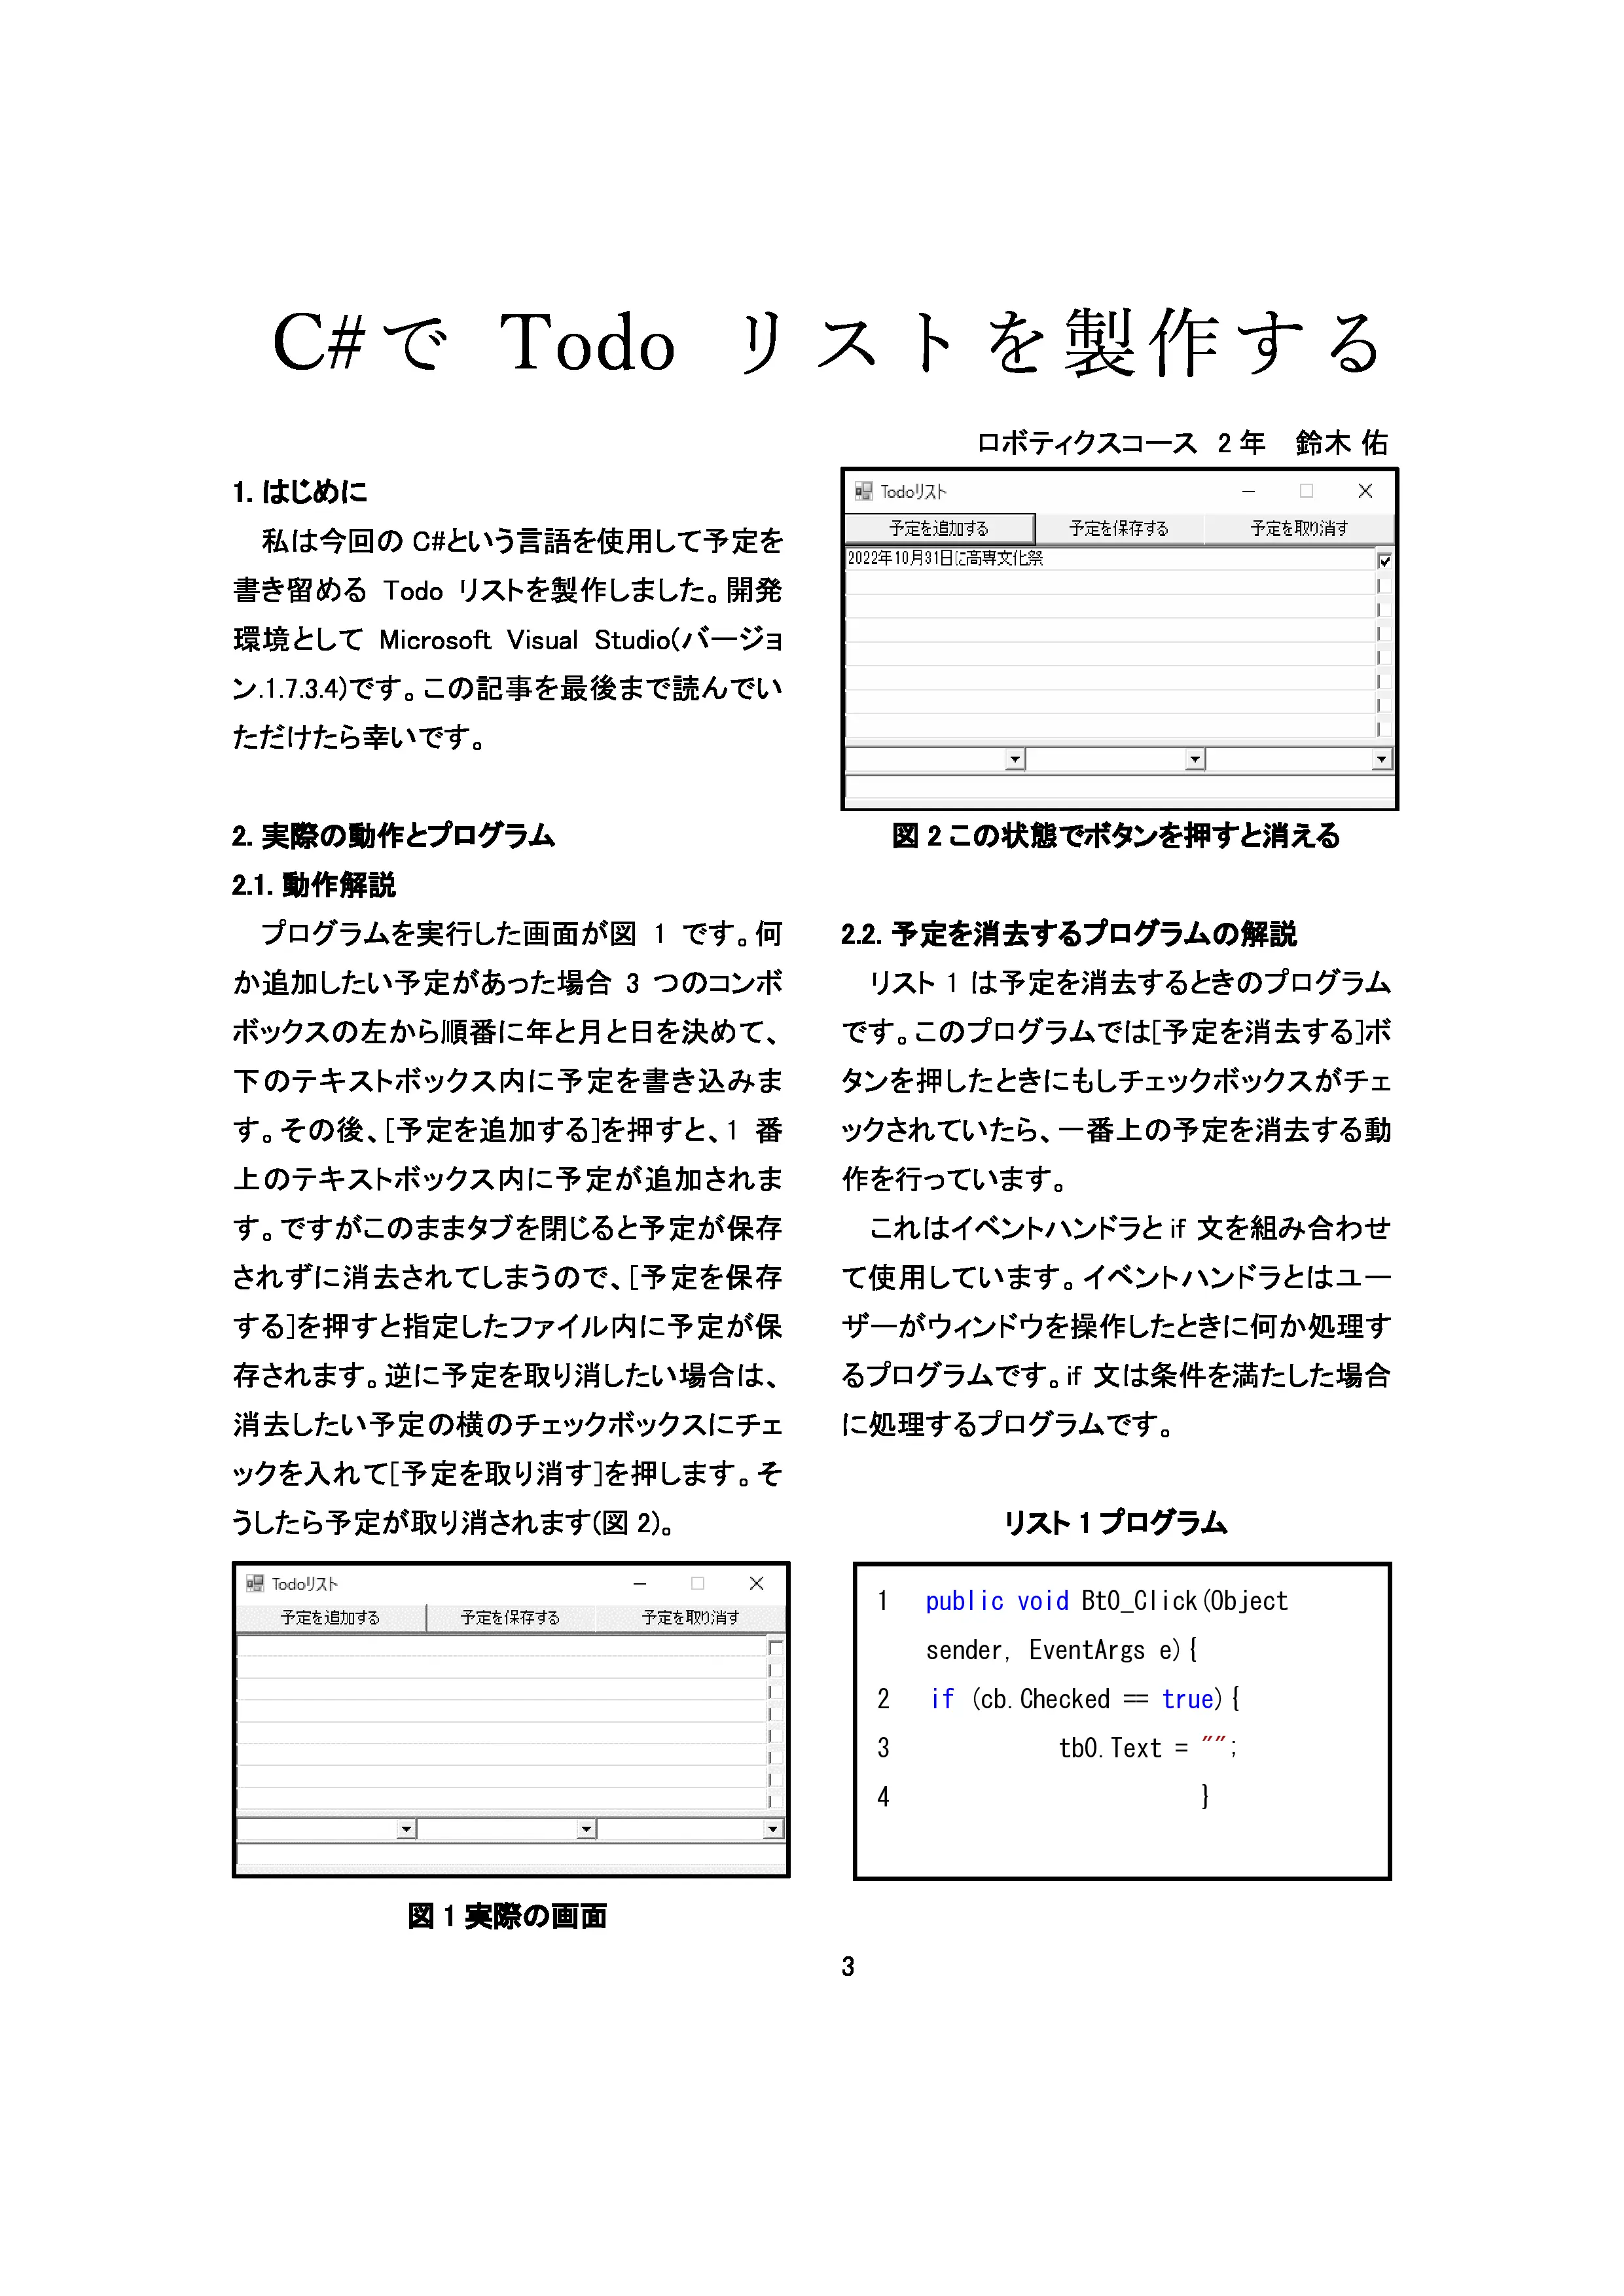 C#で Todo リストを製作する
ロボティクスコース 2年　鈴木 佑
1. はじめに
　私は今回の C#という言語を使用して予定を
書き留める Todo リストを製作しました。開発
環境として Microsoft Visual Studio(バージョ
ン.1.7.3.4)です。この記事を最後まで読んでい
ただけたら幸いです。
2. 実際の動作とプログラム
2.1. 動作解説
　プログラムを実行した画面が図 1 です。何
か追加したい予定があった場合 3 つのコンボ
ボックスの左から順番に年と月と日を決めて、
下のテキストボックス内に予定を書き込みま
す。その後、[予定を追加する]を押すと、1 番
上のテキストボックス内に予定が追加されま
す。ですがこのままタブを閉じると予定が保存
されずに消去されてしまうので、[予定を保存
する]を押すと指定したファイル内に予定が保
存されます。逆に予定を取り消したい場合は、
消去したい予定の横のチェックボックスにチェ
ックを入れて[予定を取り消す]を押します。そ
うしたら予定が取り消されます(図 2)。
Todoリスト
予定を追加する 予定を保存する 予定を取り消す
図 1 実際の画面
Todoリスト
予定を追加する 予定を保存する 予定を取り消す
2022年10月31日に高専文化祭
図 2 この状態でボタンを押すと消える
2.2. 予定を消去するプログラムの解説
　リスト 1 は予定を消去するときのプログラム
です。このプログラムでは[予定を消去する]ボ
タンを押したときにもしチェックボックスがチェ
ックされていたら、一番上の予定を消去する動
作を行っています。
　これはイベントハンドラと if 文を組み合わせ
て使用しています。イベントハンドラとはユー
ザーがウィンドウを操作したときに何か処理す
るプログラムです。if 文は条件を満たした場合
に処理するプログラムです。
リスト 1 プログラム
1 public void Bt0_Click(Object
sender, EventArgs e){
2 if (cb.Checked == true){
3 tb0.Text = "";
4 }
3